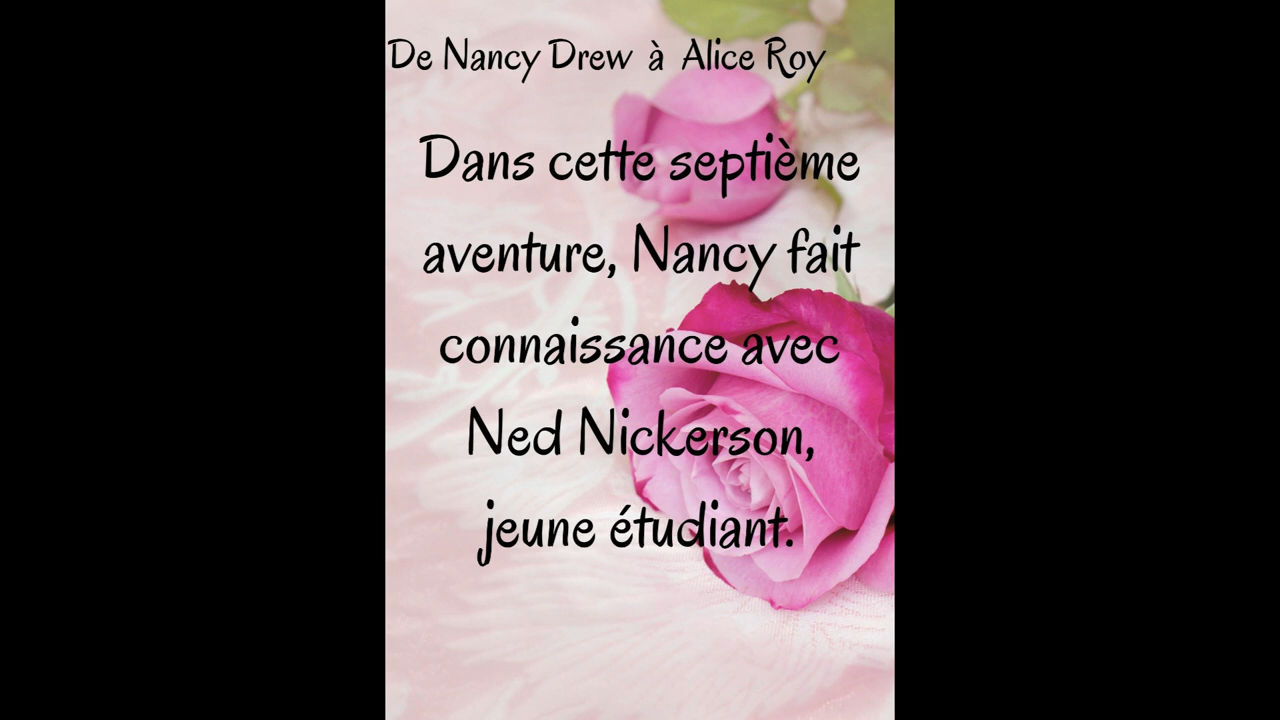 De Nancy Drew à Alice Roy
Dans cette septième
aventure, Nancy fait
connaissance avec
Ned Nickerson,
jeune étudiant.